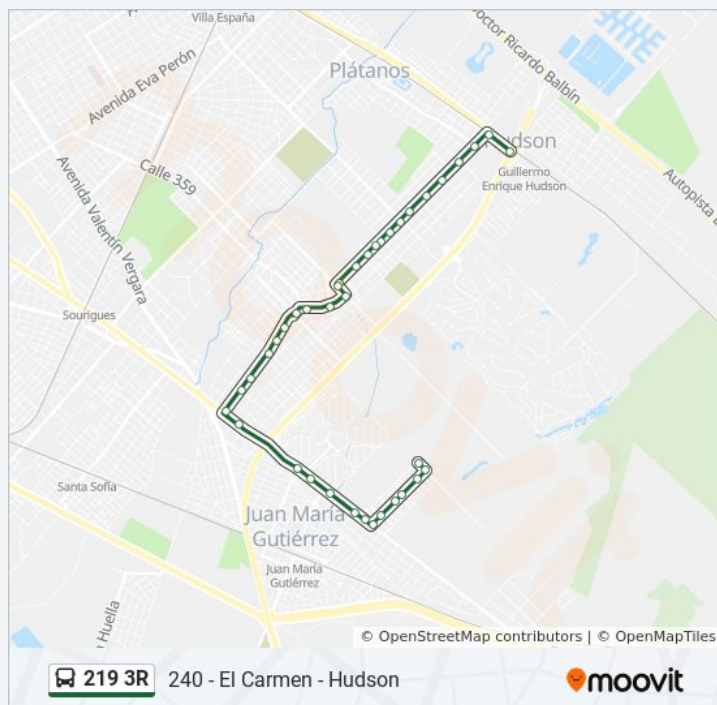 Villa España
Doctor Ricardo Balbín
Plátanos
Avenida Eva Perón
Hudson
Calle 359
Guillermo
Enrique Hudson
Autopista
Avenida Valentín Vergara
Sourigues
Santa Sofía
Juan María
Gutiérrez
Juan María
Gutiérrez
Huella
© OpenStreetMap contributors | © OpenMapTiles
219 3R
240 - El Carmen - Hudson
moovit